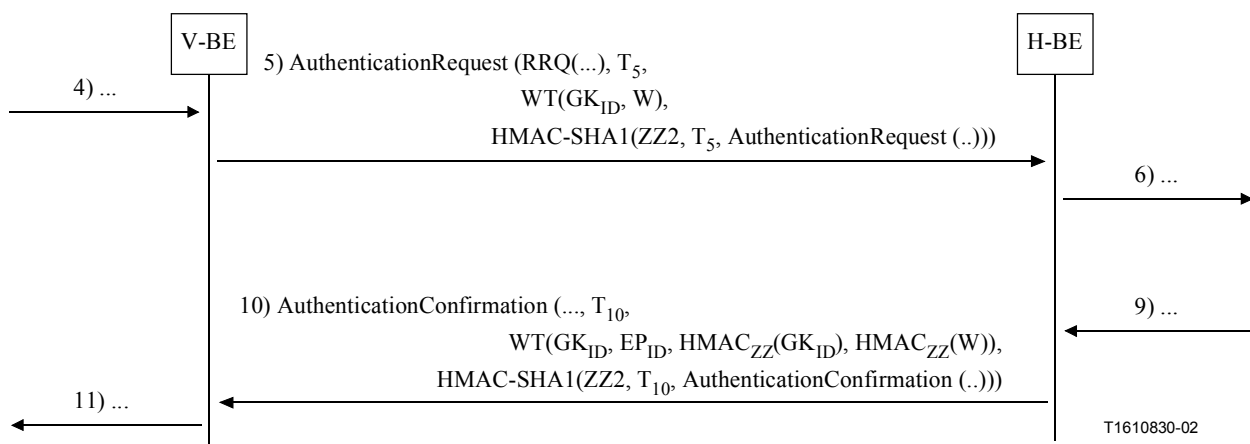 V-BE
H-BE
5) AuthenticationRequest (RRQ(...), T5,
WT(GKID, W),
HMAC-SHA1(ZZ2, T5, AuthenticationRequest (..)))
4) ...
6) ...
10) AuthenticationConfirmation (..., T10,
WT(GKID, EPID, HMACZZ(GKID), HMACZZ(W)),
HMAC-SHA1(ZZ2, T10, AuthenticationConfirmation (..)))
9) ...
11) ...
T1610830-02